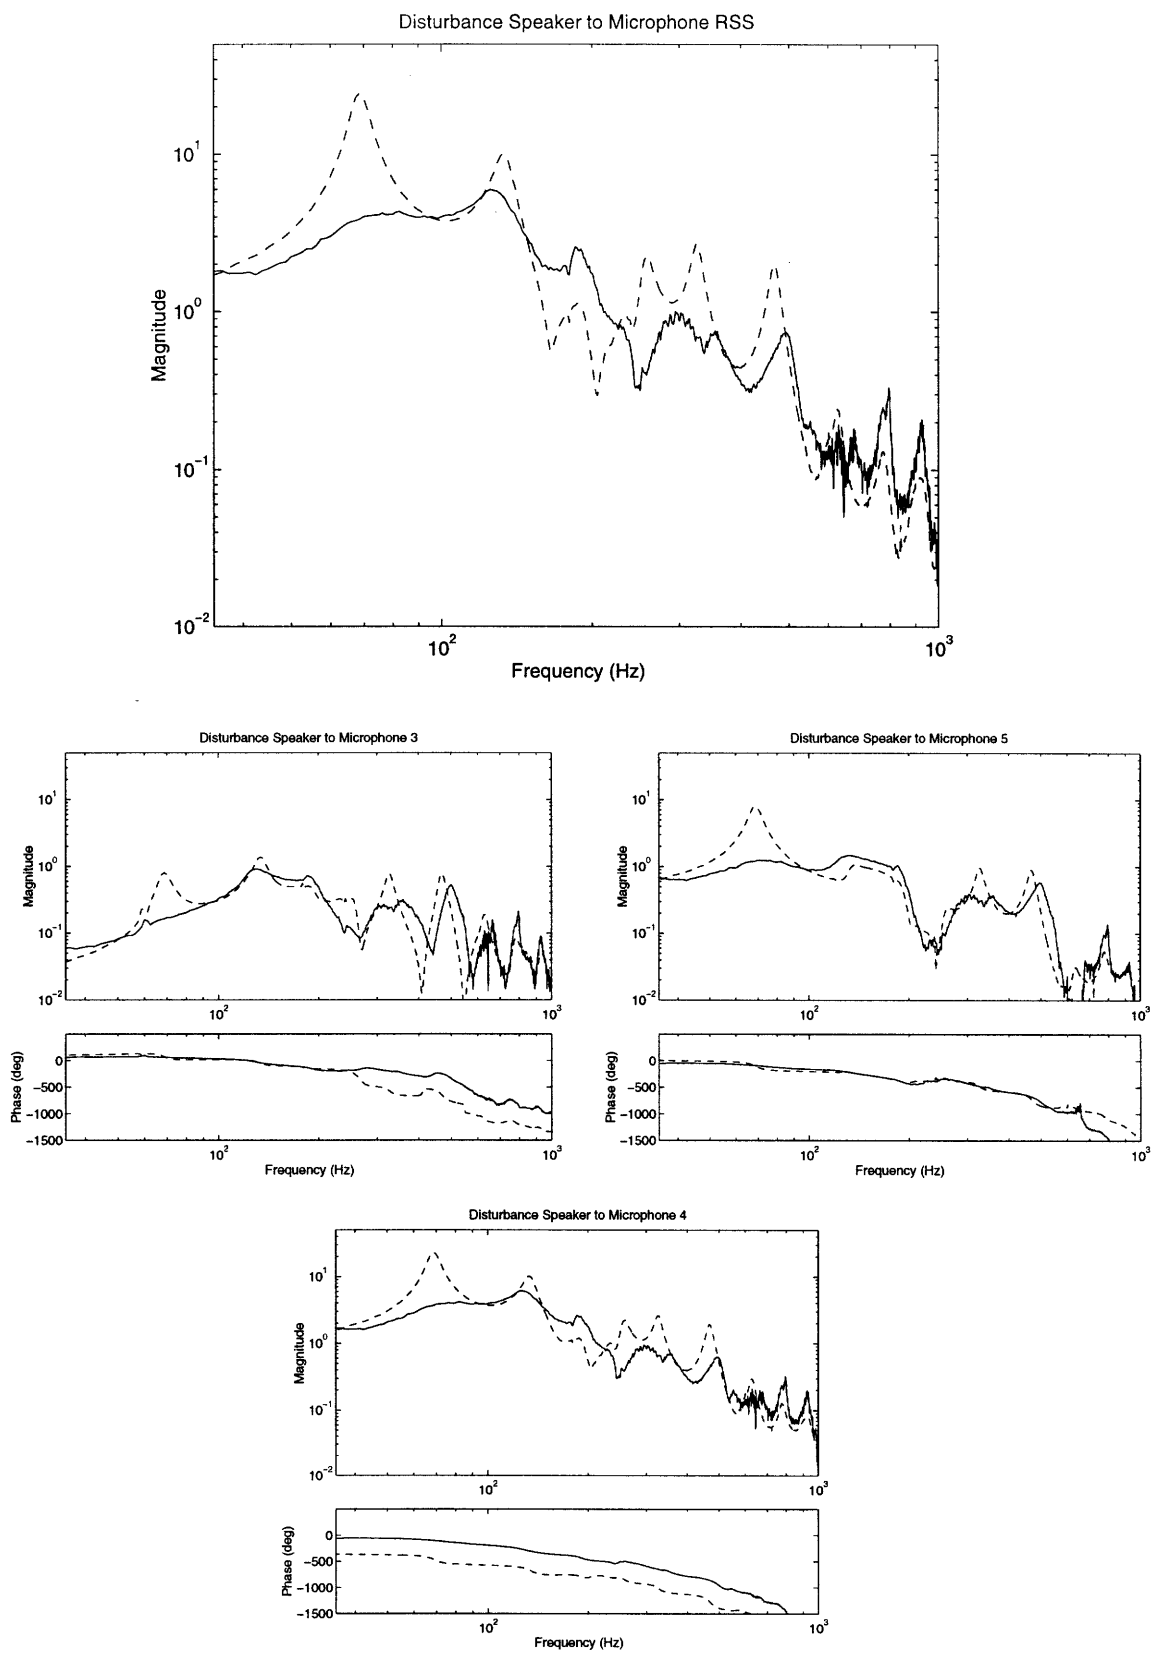 Disturbance Speaker to Microphone RSS
Magnitude
10^1
10^0
10^-1
10^-2
10^2
10^3
Frequency (Hz)
Disturbance Speaker to Microphone 3
Magnitude
10^1
10^0
10^-1
10^-2
10^2
10^3
Phase (deg)
0
-500
-1000
-1500
10^2
10^3
Frequency (Hz)
Disturbance Speaker to Microphone 5
Magnitude
10^1
10^0
10^-1
10^-2
10^2
10^3
Phase (deg)
0
-500
-1000
-1500
10^2
10^3
Frequency (Hz)
Disturbance Speaker to Microphone 4
Magnitude
10^1
10^0
10^-1
10^-2
10^2
10^3
Phase (deg)
0
-500
-1000
-1500
10^2
10^3
Frequency (Hz)